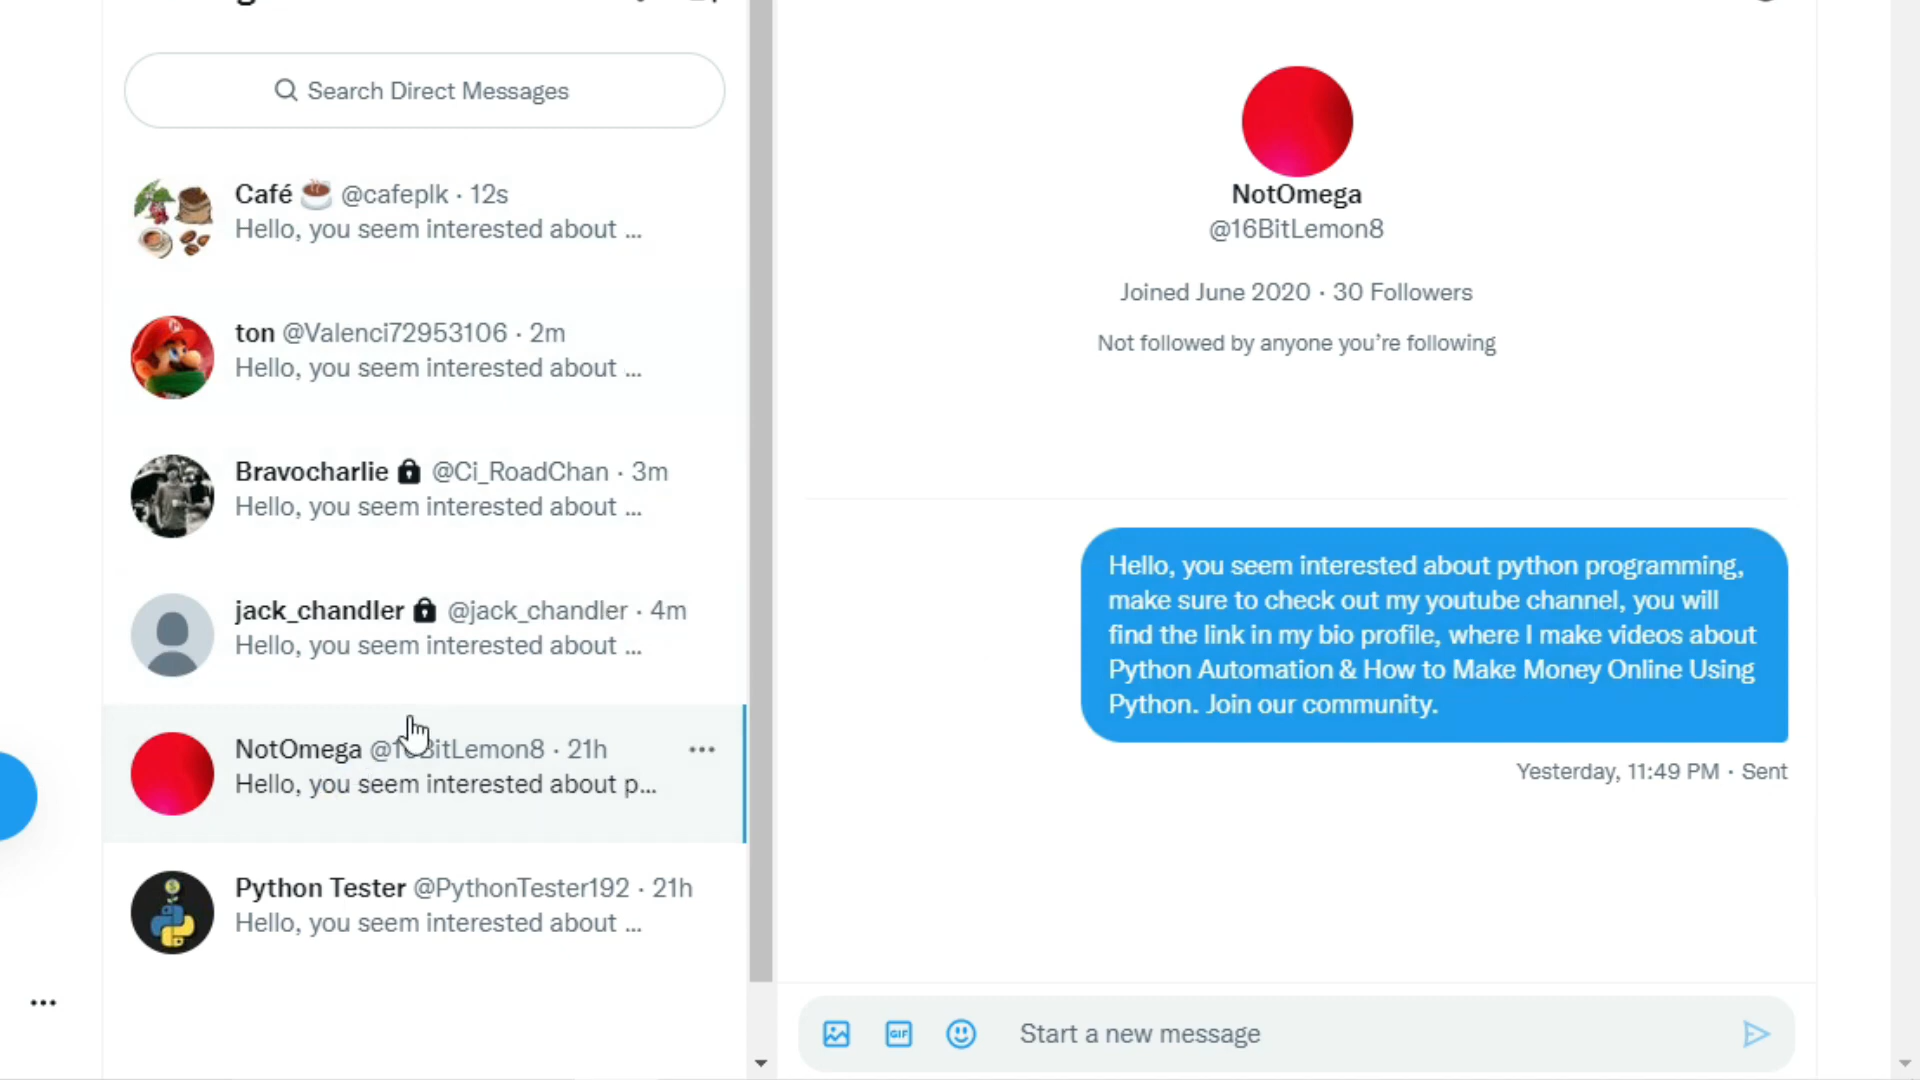 Search Direct Messages
Café ☕ @cafeplk · 12s
Hello, you seem interested about ...
ton @Valenci72953106 · 2m
Hello, you seem interested about ...
Bravocharlie 🔒 @Ci_RoadChan · 3m
Hello, you seem interested about ...
jack_chandler 🔒 @jack_chandler · 4m
Hello, you seem interested about ...
NotOmega @16BitLemon8 · 21h
Hello, you seem interested about p...
Python Tester @PythonTester192 · 21h
Hello, you seem interested about ...
NotOmega
@16BitLemon8
Joined June 2020 · 30 Followers
Not followed by anyone you’re following
Hello, you seem interested about python programming,
make sure to check out my youtube channel, you will
find the link in my bio profile, where I make videos about
Python Automation & How to Make Money Online Using
Python. Join our community.
Yesterday, 11:49 PM · Sent
GIF
Start a new message